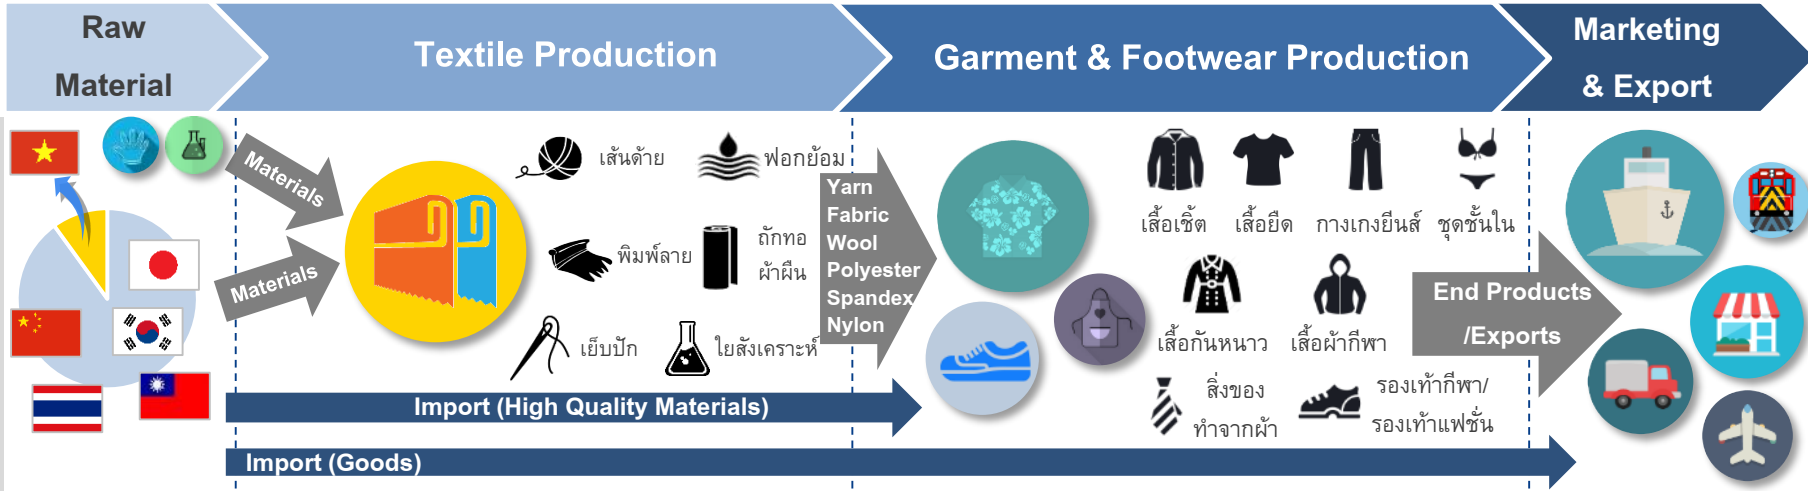 Raw
Material
Textile Production
Garment & Footwear Production
Marketing
& Export
Materials
Materials
เส้นด้าย
ฟอกย้อม
พิมพ์ลาย
ถักทอ
ผ้าผืน
เย็บปัก
ใยสังเคราะห์
Yarn
Fabric
Wool
Polyester
Spandex
Nylon
เสื้อเชิ้ต
เสื้อยืด
กางเกงยีนส์
ชุดชั้นใน
เสื้อกันหนาว
เสื้อผ้ากีฬา
สิ่งของ
ทำจากผ้า
รองเท้ากีฬา/
รองเท้าแฟชั่น
End Products
/Exports
Import (High Quality Materials)
Import (Goods)